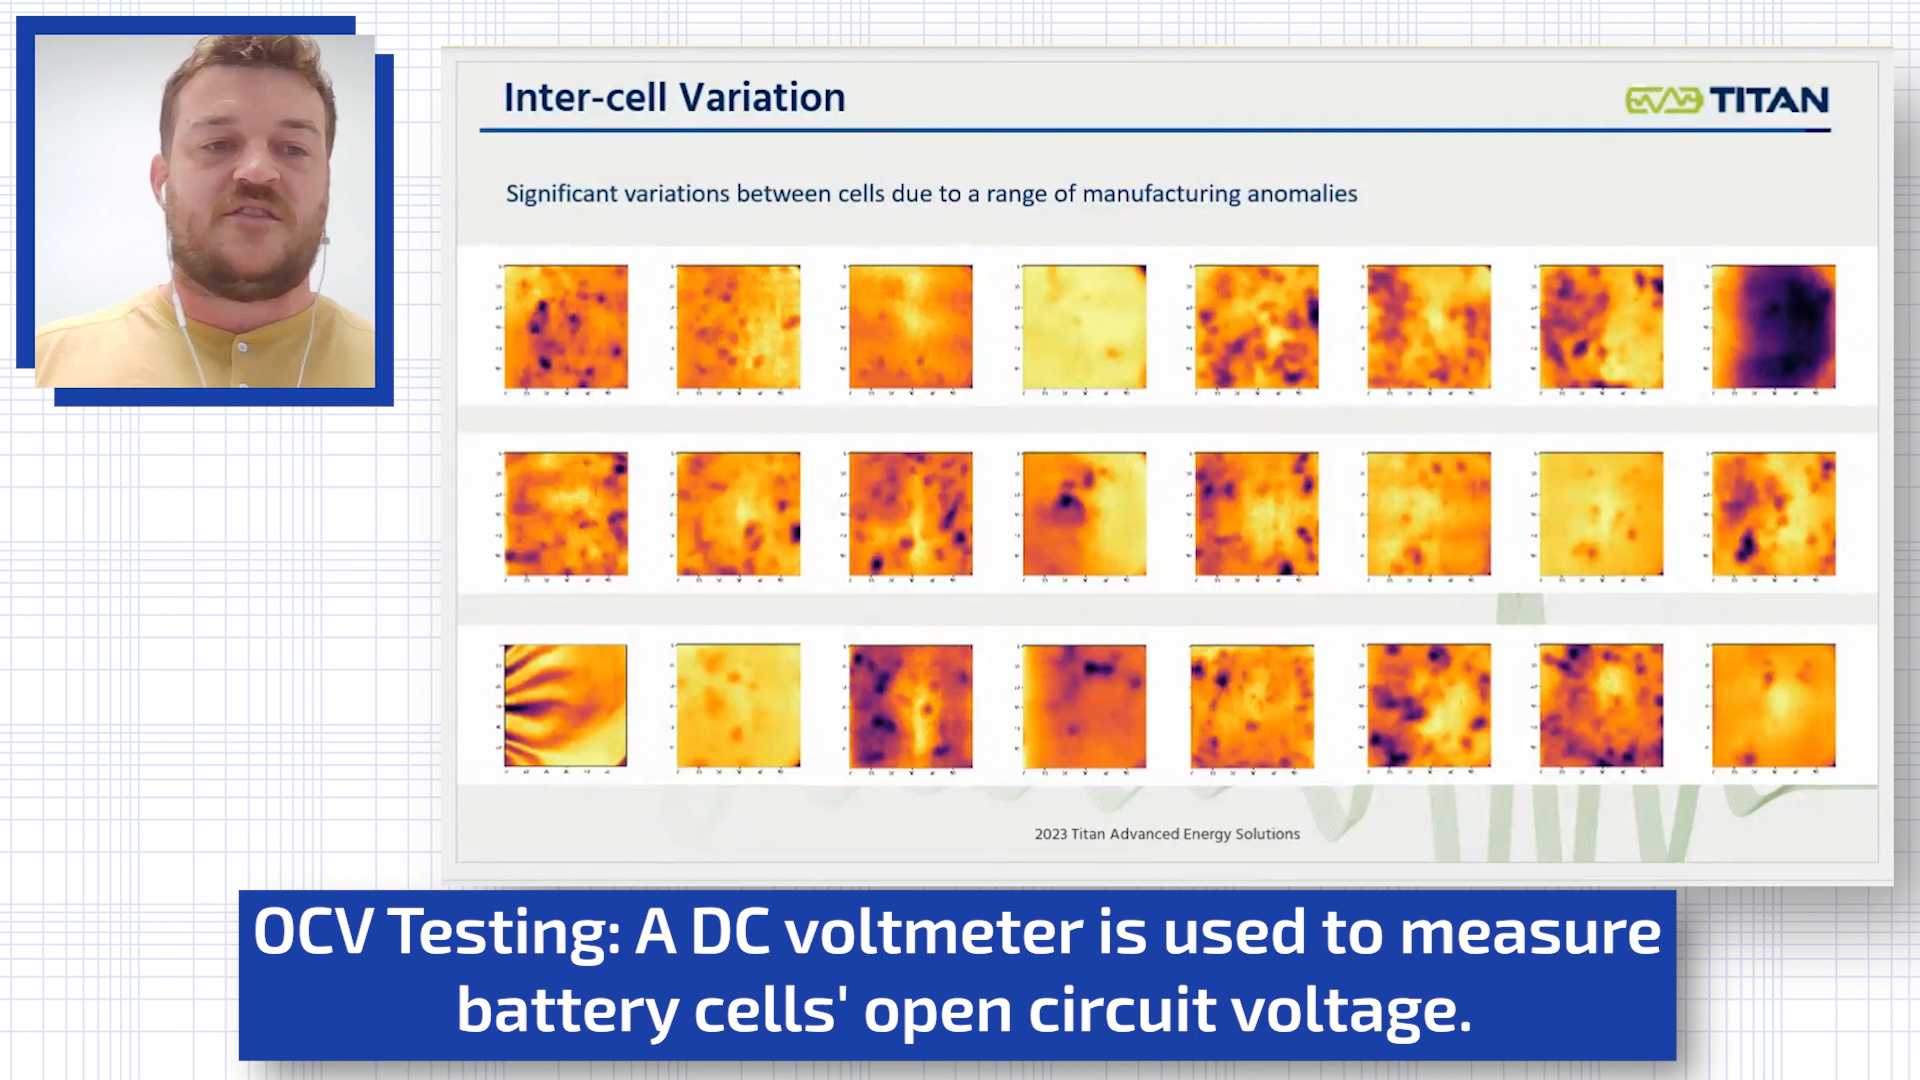 Inter-cell Variation
TITAN
Significant variations between cells due to a range of manufacturing anomalies
2023 Titan Advanced Energy Solutions
OCV Testing: A DC voltmeter is used to measure
battery cells' open circuit voltage.